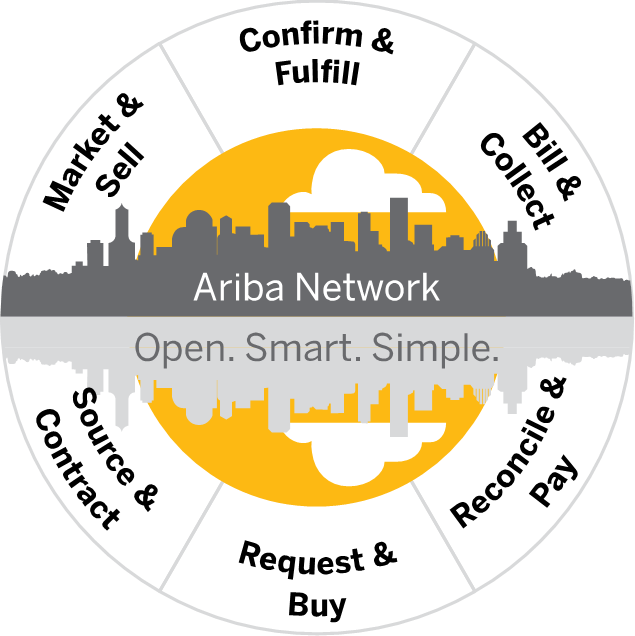 Confirm &
Fulfill
Market &
Sell
Bill &
Collect
Ariba Network
Open. Smart. Simple.
Source &
Contract
Reconcile &
Pay
Request &
Buy